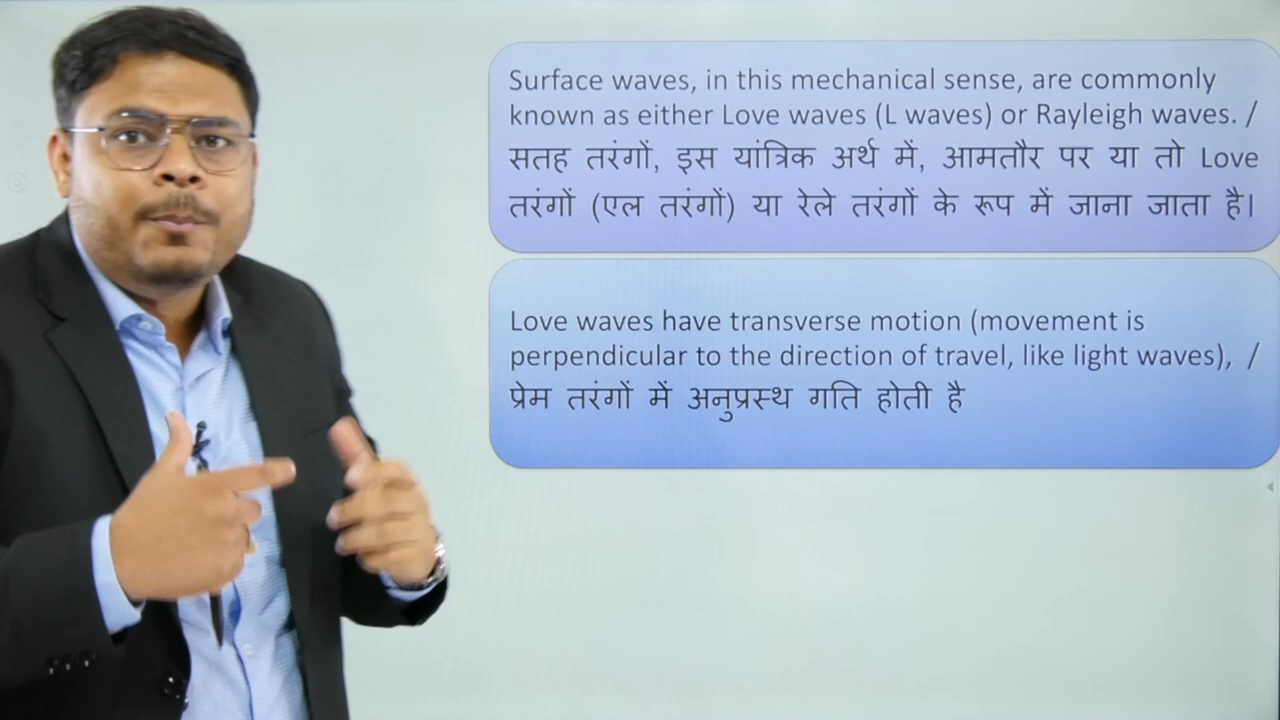 Surface waves, in this mechanical sense, are commonly
known as either Love waves (L waves) or Rayleigh waves. /
सतह तरंगों, इस यांत्रिक अर्थ में, आमतौर पर या तो Love
तरंगों (एल तरंगों) या रेले तरंगों के रूप में जाना जाता है।
Love waves have transverse motion (movement is
perpendicular to the direction of travel, like light waves), /
प्रेम तरंगों में अनुप्रस्थ गति होती है